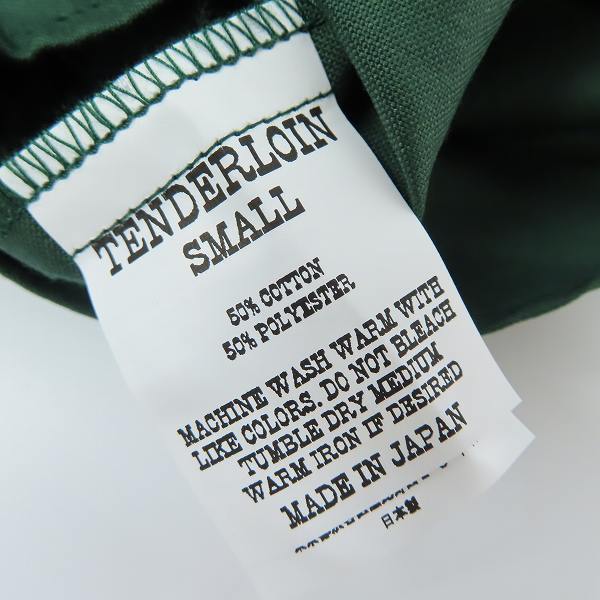 TENDERLOIN
SMALL
50% COTTON
50% POLYESTER
MACHINE WASH WARM WITH
LIKE COLORS. DO NOT BLEACH
TUMBLE DRY MEDIUM
WARM IRON IF DESIRED
MADE IN JAPAN
日本製